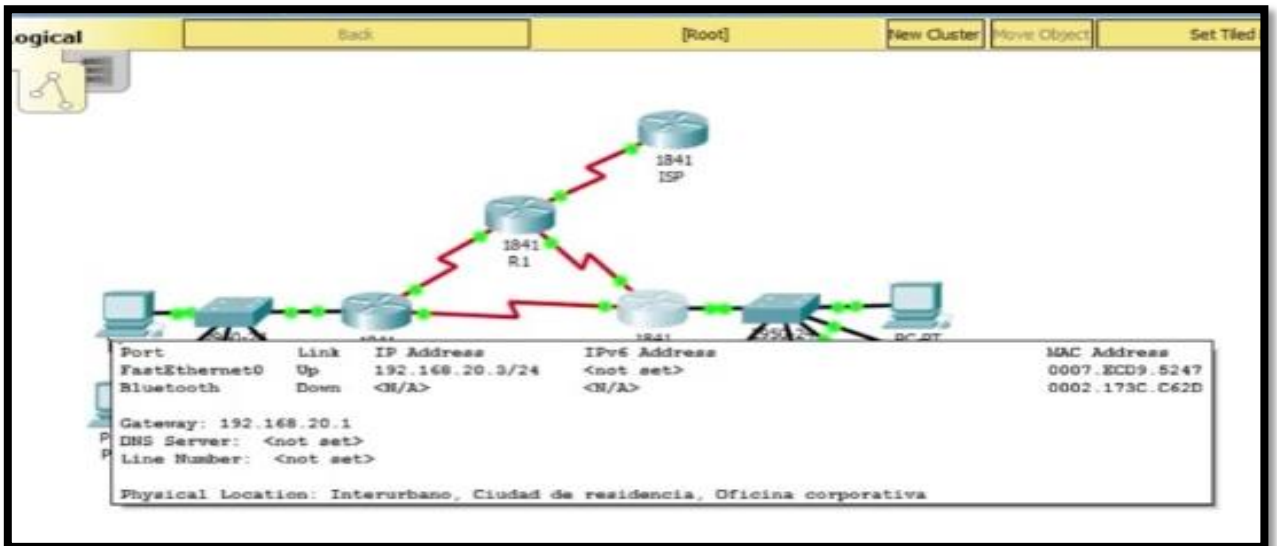 ogical Back [Root] New Cluster Move Object Set Tiled
1841
ISP
1841
R1
1841
PC-PT
Port Link IP Address IPv6 Address MAC Address
FastEthernet0 Up 192.168.20.3/24 <not set> 0007.ECD9.5247
Bluetooth Down <N/A> <N/A> 0002.173C.C62D
Gateway: 192.168.20.1
DNS Server: <not set>
Line Number: <not set>
Physical Location: Interurbano, Ciudad de residencia, Oficina corporativa